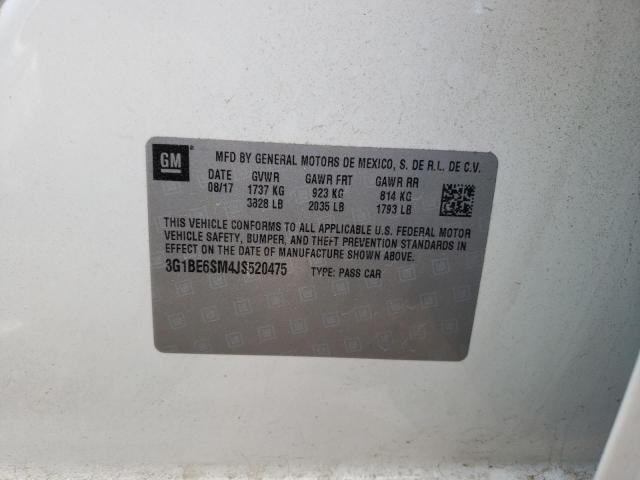 GM
MFD BY GENERAL MOTORS DE MEXICO, S. DE R.L. DE C.V.
DATE GVWR GAWR FRT GAWR RR
08/17 1737 KG 923 KG 814 KG
3828 LB 2035 LB 1793 LB
THIS VEHICLE CONFORMS TO ALL APPLICABLE U.S. FEDERAL MOTOR
VEHICLE SAFETY, BUMPER, AND THEFT PREVENTION STANDARDS IN
EFFECT ON THE DATE OF MANUFACTURE SHOWN ABOVE.
3G1BE6SM4JS520475 TYPE: PASS CAR